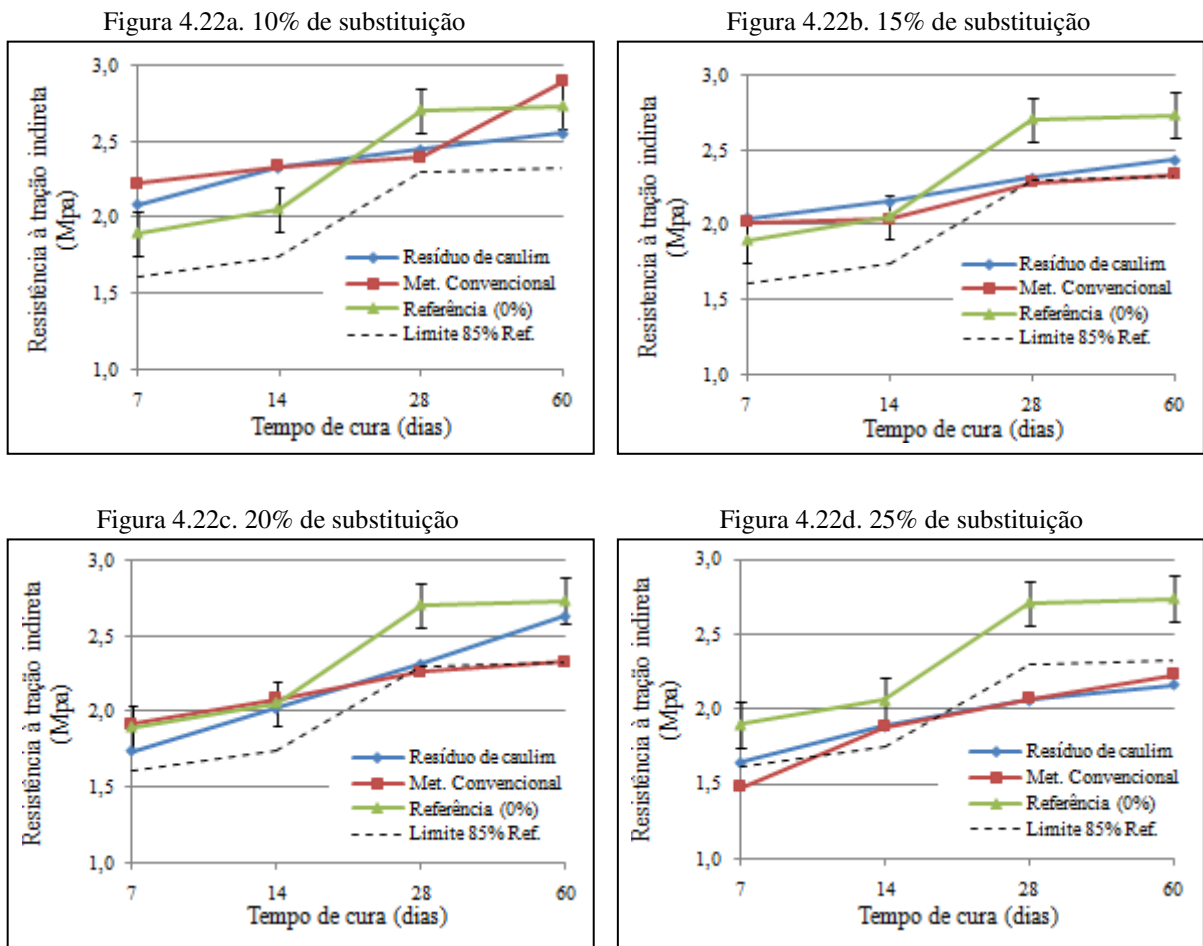 Figura 4.22a. 10% de substituição
Resistência à tração indireta
(Mpa)
3,0
2,5
2,0
1,5
1,0
Resíduo de caulim
Met. Convencional
Referência (0%)
Limite 85% Ref.
7 14 28 60
Tempo de cura (dias)
Figura 4.22b. 15% de substituição
Resistencia à tração indireta
(Mpa)
3,0
2,5
2,0
1,5
1,0
Resíduo de caulim
Met. Convencional
Referência (0%)
Limite 85% Ref.
7 14 28 60
Tempo de cura (dias)
Figura 4.22c. 20% de substituição
Resistência à tração indireta
(Mpa)
3,0
2,5
2,0
1,5
1,0
Resíduo de caulim
Met. Convencional
Referência (0%)
Limite 85% Ref.
7 14 28 60
Tempo de cura (dias)
Figura 4.22d. 25% de substituição
Resistência à tração indireta
(Mpa)
3,0
2,5
2,0
1,5
1,0
Resíduo de caulim
Met. Convencional
Referência (0%)
Limite 85% Ref.
7 14 28 60
Tempo de cura (dias)